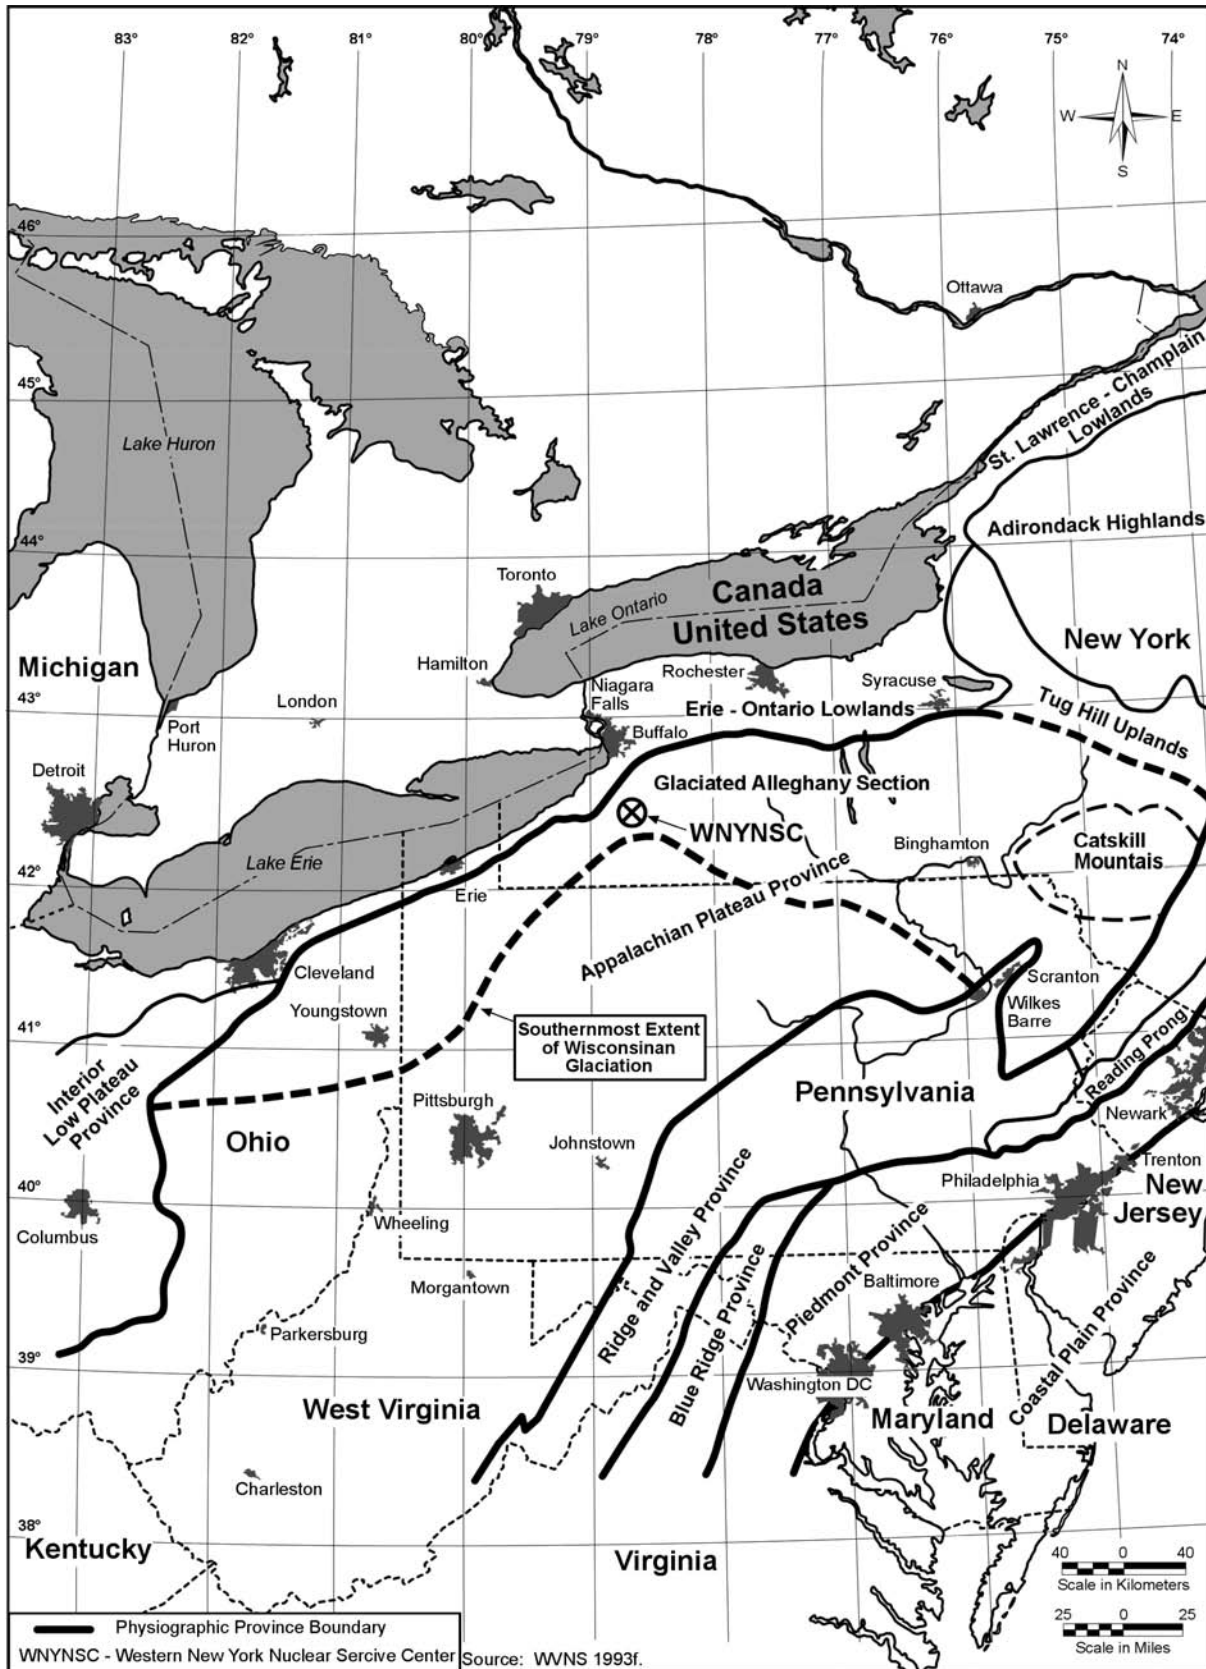 83°
82°
81°
80°
79°
78°
77°
76°
75°
74°
N
W
E
S
46°
Ottawa
45°
St. Lawrence - Champlain
Lowlands
Lake Huron
Adirondack Highlands
44°
Toronto
Canada
Lake Ontario
United States
New York
Michigan
Hamilton
Rochester
Syracuse
Niagara
Falls
43°
London
Erie - Ontario Lowlands
Tug Hill Uplands
Port
Huron
Buffalo
Detroit
Glaciated Alleghany Section
WNYNSC
Binghamton
Catskill
Mountais
Lake Erie
42°
Erie
Appalachian Plateau Province
Cleveland
Scranton
Youngstown
Wilkes
Barre
41°
Southernmost Extent
of Wisconsinan
Glaciation
Reading Prong
Interior
Low Plateau
Province
Pennsylvania
Pittsburgh
Newark
Ohio
Johnstown
Trenton
40°
Philadelphia
New
Jersey
Columbus
Wheeling
Ridge and Valley Province
Piedmont Province
Morgantown
Baltimore
Blue Ridge Province
Coastal Plain Province
Parkersburg
39°
Washington DC
West Virginia
Maryland
Delaware
Charleston
38°
Kentucky
Virginia
40 0 40
Scale in Kilometers
25 0 25
Scale in Miles
Physiographic Province Boundary
WNYNSC - Western New York Nuclear Sercive Center
Source: WVNS 1993f.